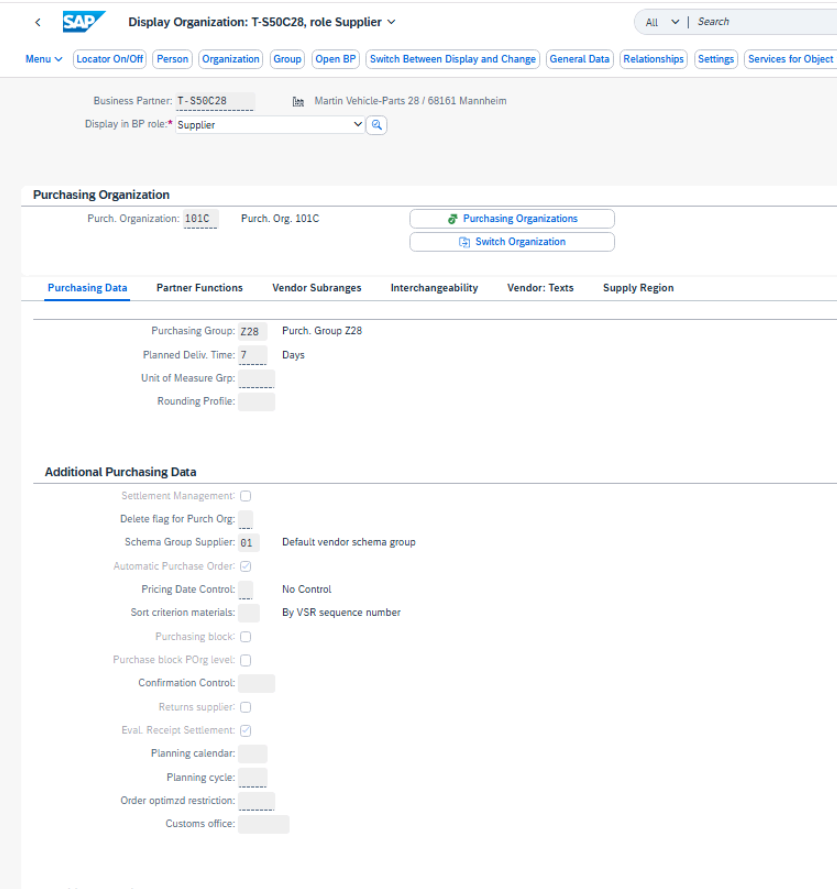 SAP Display Organization: T-S50C28, role Supplier
All | Search
Menu Locator On/Off Person Organization Group Open BP Switch Between Display and Change General Data Relationships Settings Services for Object
Business Partner: T-S50C28 Martin Vehicle-Parts 28 / 68161 Mannheim
Display in BP role:* Supplier
Purchasing Organization
Purch. Organization: 101C Purch. Org. 101C Purchasing Organizations
Switch Organization
Purchasing Data Partner Functions Vendor Subranges Interchangeability Vendor: Texts Supply Region
Purchasing Group: Z28 Purch. Group Z28
Planned Deliv. Time: 7 Days
Unit of Measure Grp:
Rounding Profile:
Additional Purchasing Data
Settlement Management:
Delete flag for Purch Org:
Schema Group Supplier: 01 Default vendor schema group
Automatic Purchase Order:
Pricing Date Control: No Control
Sort criterion materials: By VSR sequence number
Purchasing block:
Purchase block POrg level:
Confirmation Control:
Returns supplier:
Eval. Receipt Settlement:
Planning calendar:
Planning cycle:
Order optimzd restriction:
Customs office: